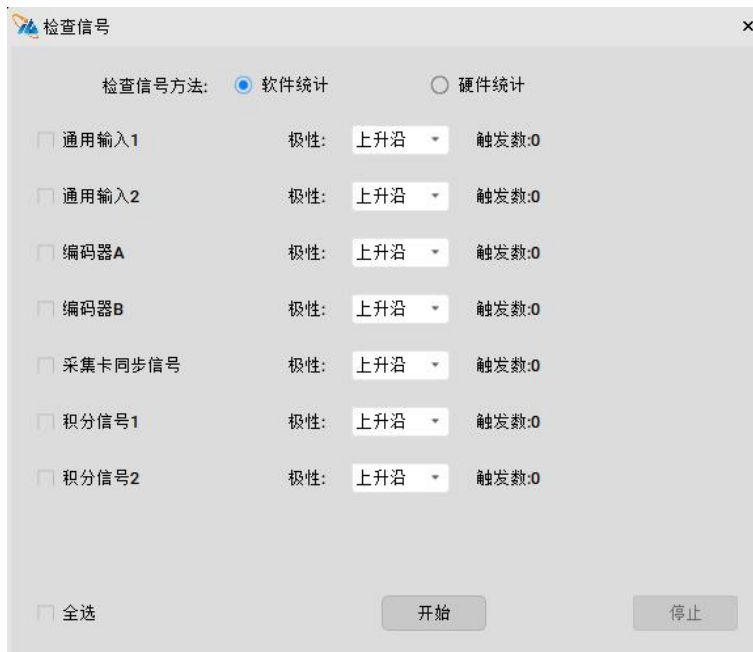 检查信号 ×
检查信号方法: 软件统计 硬件统计
通用输入1 极性: 上升沿 触发数:0
通用输入2 极性: 上升沿 触发数:0
编码器A 极性: 上升沿 触发数:0
编码器B 极性: 上升沿 触发数:0
采集卡同步信号 极性: 上升沿 触发数:0
积分信号1 极性: 上升沿 触发数:0
积分信号2 极性: 上升沿 触发数:0
全选 开始 停止